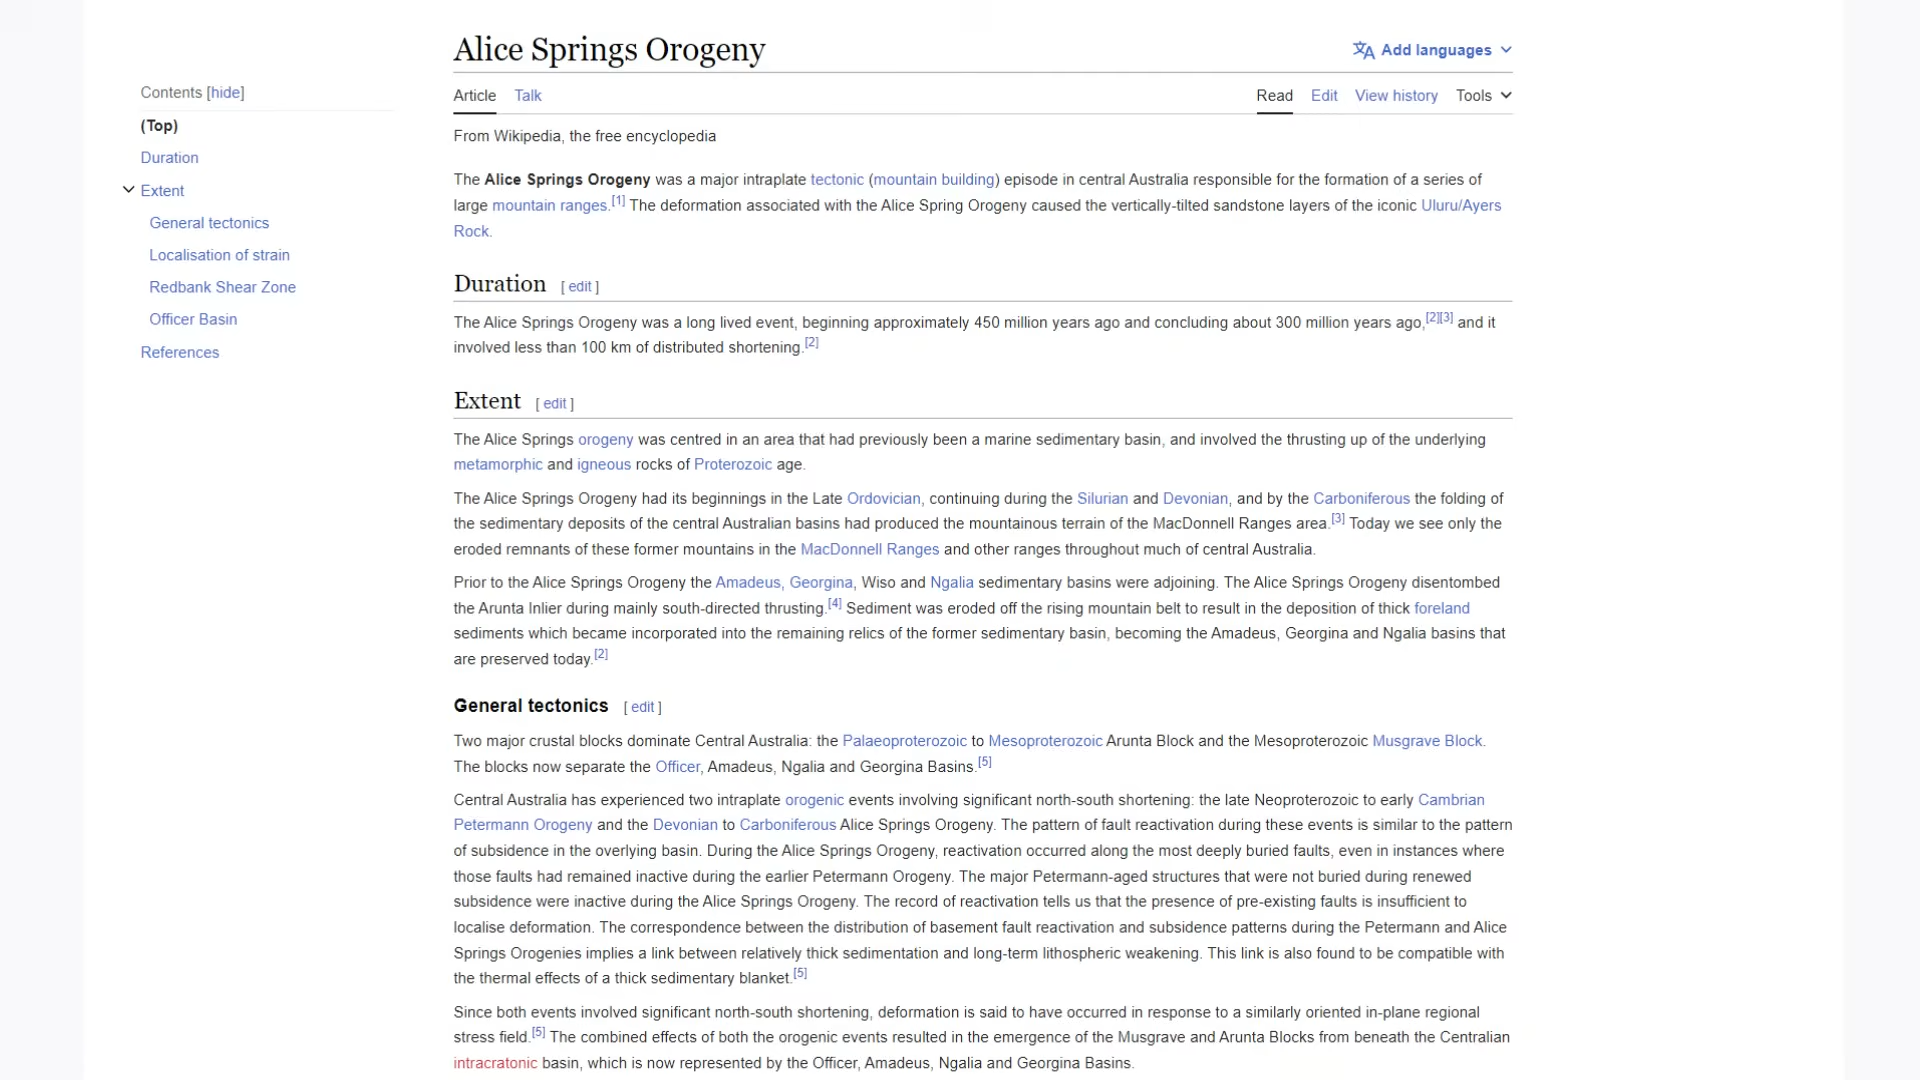 Alice Springs Orogeny
Add languages
Contents [hide]
(Top)
Duration
Extent
General tectonics
Localisation of strain
Redbank Shear Zone
Officer Basin
References
Article Talk
Read Edit View history Tools
From Wikipedia, the free encyclopedia
The Alice Springs Orogeny was a major intraplate tectonic (mountain building) episode in central Australia responsible for the formation of a series of
large mountain ranges.[1] The deformation associated with the Alice Spring Orogeny caused the vertically-tilted sandstone layers of the iconic Uluru/Ayers
Rock.
Duration [ edit ]
The Alice Springs Orogeny was a long lived event, beginning approximately 450 million years ago and concluding about 300 million years ago,[2][3] and it
involved less than 100 km of distributed shortening.[2]
Extent [ edit ]
The Alice Springs orogeny was centred in an area that had previously been a marine sedimentary basin, and involved the thrusting up of the underlying
metamorphic and igneous rocks of Proterozoic age.
The Alice Springs Orogeny had its beginnings in the Late Ordovician, continuing during the Silurian and Devonian, and by the Carboniferous the folding of
the sedimentary deposits of the central Australian basins had produced the mountainous terrain of the MacDonnell Ranges area.[3] Today we see only the
eroded remnants of these former mountains in the MacDonnell Ranges and other ranges throughout much of central Australia.
Prior to the Alice Springs Orogeny the Amadeus, Georgina, Wiso and Ngalia sedimentary basins were adjoining. The Alice Springs Orogeny disentombed
the Arunta Inlier during mainly south-directed thrusting.[4] Sediment was eroded off the rising mountain belt to result in the deposition of thick foreland
sediments which became incorporated into the remaining relics of the former sedimentary basin, becoming the Amadeus, Georgina and Ngalia basins that
are preserved today.[2]
General tectonics [ edit ]
Two major crustal blocks dominate Central Australia: the Palaeoproterozoic to Mesoproterozoic Arunta Block and the Mesoproterozoic Musgrave Block.
The blocks now separate the Officer, Amadeus, Ngalia and Georgina Basins.[5]
Central Australia has experienced two intraplate orogenic events involving significant north-south shortening: the late Neoproterozoic to early Cambrian
Petermann Orogeny and the Devonian to Carboniferous Alice Springs Orogeny. The pattern of fault reactivation during these events is similar to the pattern
of subsidence in the overlying basin. During the Alice Springs Orogeny, reactivation occurred along the most deeply buried faults, even in instances where
those faults had remained inactive during the earlier Petermann Orogeny. The major Petermann-aged structures that were not buried during renewed
subsidence were inactive during the Alice Springs Orogeny. The record of reactivation tells us that the presence of pre-existing faults is insufficient to
localise deformation. The correspondence between the distribution of basement fault reactivation and subsidence patterns during the Petermann and Alice
Springs Orogenies implies a link between relatively thick sedimentation and long-term lithospheric weakening. This link is also found to be compatible with
the thermal effects of a thick sedimentary blanket.[5]
Since both events involved significant north-south shortening, deformation is said to have occurred in response to a similarly oriented in-plane regional
stress field.[5] The combined effects of both the orogenic events resulted in the emergence of the Musgrave and Arunta Blocks from beneath the Centralian
intracratonic basin, which is now represented by the Officer, Amadeus, Ngalia and Georgina Basins.